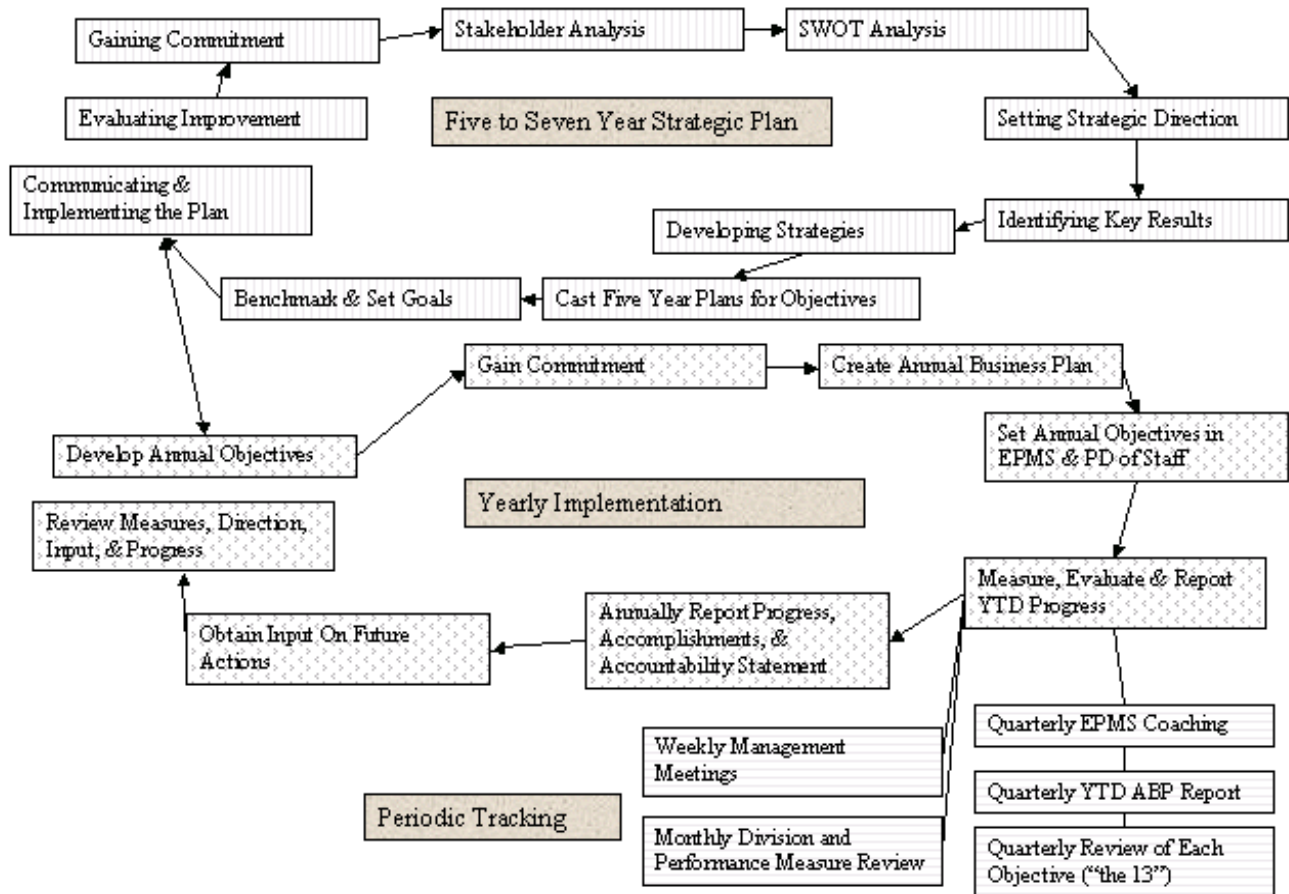 Gaining Commitment
Stakeholder Analysis
SWOT Analysis
Evaluating Improvement
Five to Seven Year Strategic Plan
Setting Strategic Direction
Communicating &
Implementing the Plan
Identifying Key Results
Developing Strategies
Benchmark & Set Goals
Cast Five Year Plans for Objectives
Gain Commitment
Create Annual Business Plan
Develop Annual Objectives
Set Annual Objectives in
EPMS & PD of Staff
Yearly Implementation
Review Measures, Direction,
Input, & Progress
Measure, Evaluate & Report
YTD Progress
Annually Report Progress,
Accomplishments, &
Accountability Statement
Obtain Input On Future
Actions
Weekly Management
Meetings
Quarterly EPMS Coaching
Quarterly YTD ABP Report
Periodic Tracking
Monthly Division and
Performance Measure Review
Quarterly Review of Each
Objective (“the 13”)